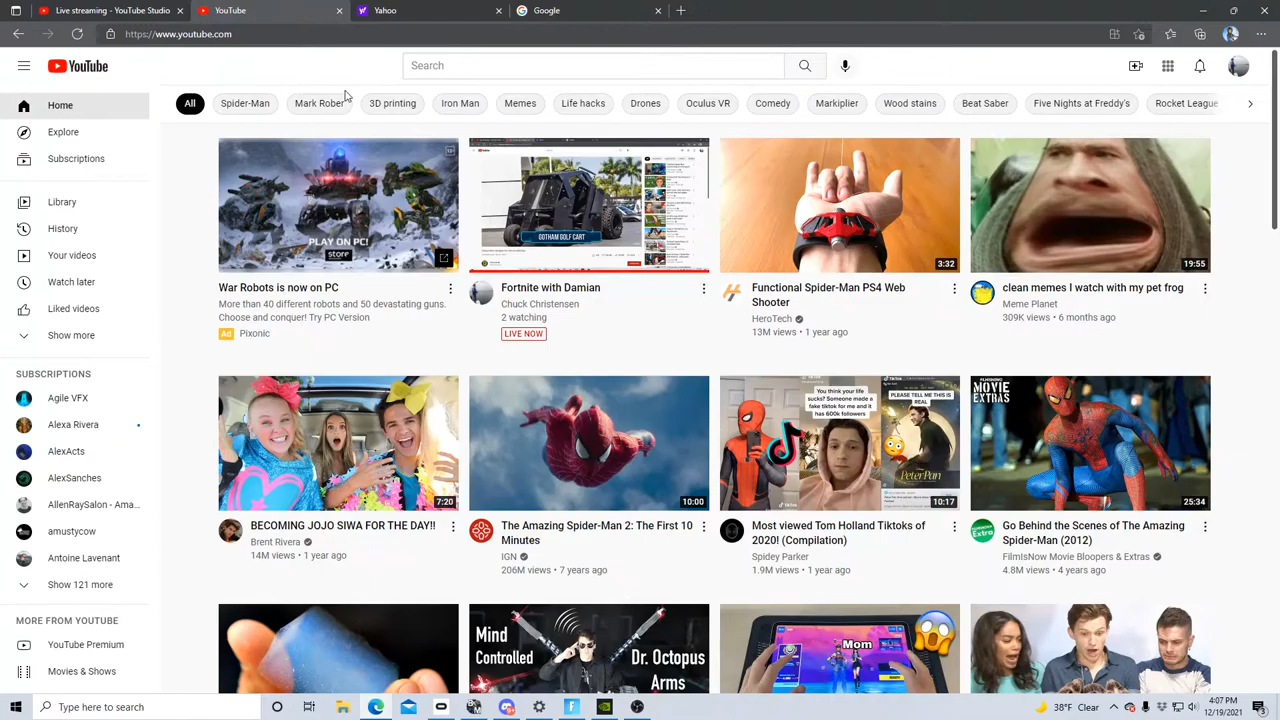 Live streaming - YouTube Studio
YouTube
Yahoo
Google
https://www.youtube.com
YouTube
Search
All
Spider-Man
Mark Rober
3D printing
Iron Man
Memes
Life hacks
Drones
Oculus VR
Comedy
Markiplier
Wood stains
Beat Saber
Five Nights at Freddy's
Rocket League
Home
Explore
Subscriptions
Library
History
Your videos
Watch later
Liked videos
Show more
SUBSCRIPTIONS
Agile VFX
Alexa Rivera
AlexActs
AlexSanches
AllenRaySalon - Ama...
amustycow
Antoine Lavenant
Show 121 more
MORE FROM YOUTUBE
YouTube Premium
Movies & Shows
PLAY ON PC!
store
War Robots is now on PC
More than 40 different robots and 50 devastating guns.
Choose and conquer! Try PC Version
Ad Pixonic
GOTHAM GOLF CART
Fortnite with Damian
Chuck Christensen
2 watching
LIVE NOW
3:32
Functional Spider-Man PS4 Web
Shooter
HeroTech
13M views • 1 year ago
19:55
clean memes I watch with my pet frog
Meme Planet
309K views • 6 months ago
7:20
BECOMING JOJO SIWA FOR THE DAY!!
Brent Rivera
14M views • 1 year ago
10:00
IGN
The Amazing Spider-Man 2: The First 10
Minutes
IGN
206M views • 7 years ago
You think your life
sucks? Someone made a
fake tiktok for me and it
has 600k followers
PLEASE TELL ME THIS IS
REAL
PeterPan
TikTok
10:17
Most viewed Tom Holland Tiktoks of
2020! (Compilation)
Spidey Parker
1.9M views • 1 year ago
FILMISNOW
MOVIE
EXTRAS
25:34
Extra
Go Behind the Scenes of The Amazing
Spider-Man (2012)
FilmIsNow Movie Bloopers & Extras
4.8M views • 4 years ago
Mind
Controlled
Dr. Octopus
Arms
Mom
Type here to search
38°F Clear
4:07 PM
12/19/2021
3